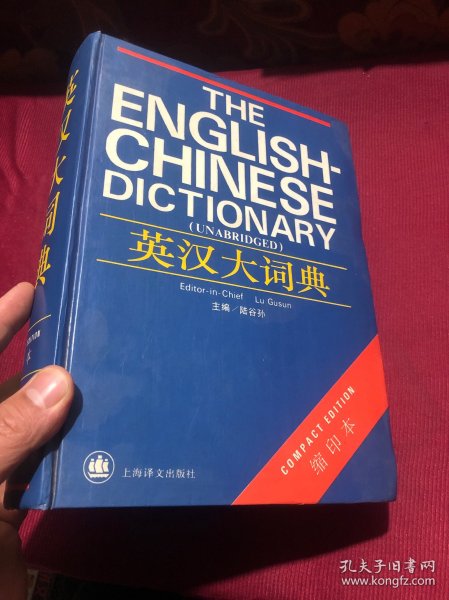 THE
ENGLISH-
CHINESE
DICTIONARY
(UNABRIDGED)
英汉大词典
Editor-in-Chief Lu Gusun
主编／陆谷孙
COMPACT EDITION
缩印本
上海译文出版社
英汉大词典
孔夫子旧书网
www.kongfz.com